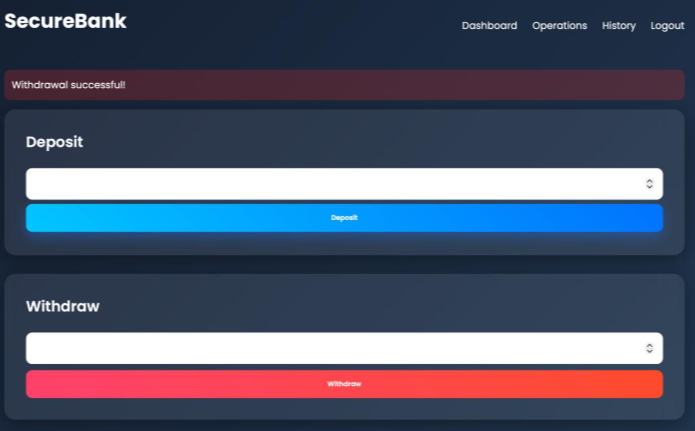 SecureBank
Dashboard Operations History Logout
Withdrawal successful!
Deposit
Deposit
Withdraw
Withdraw